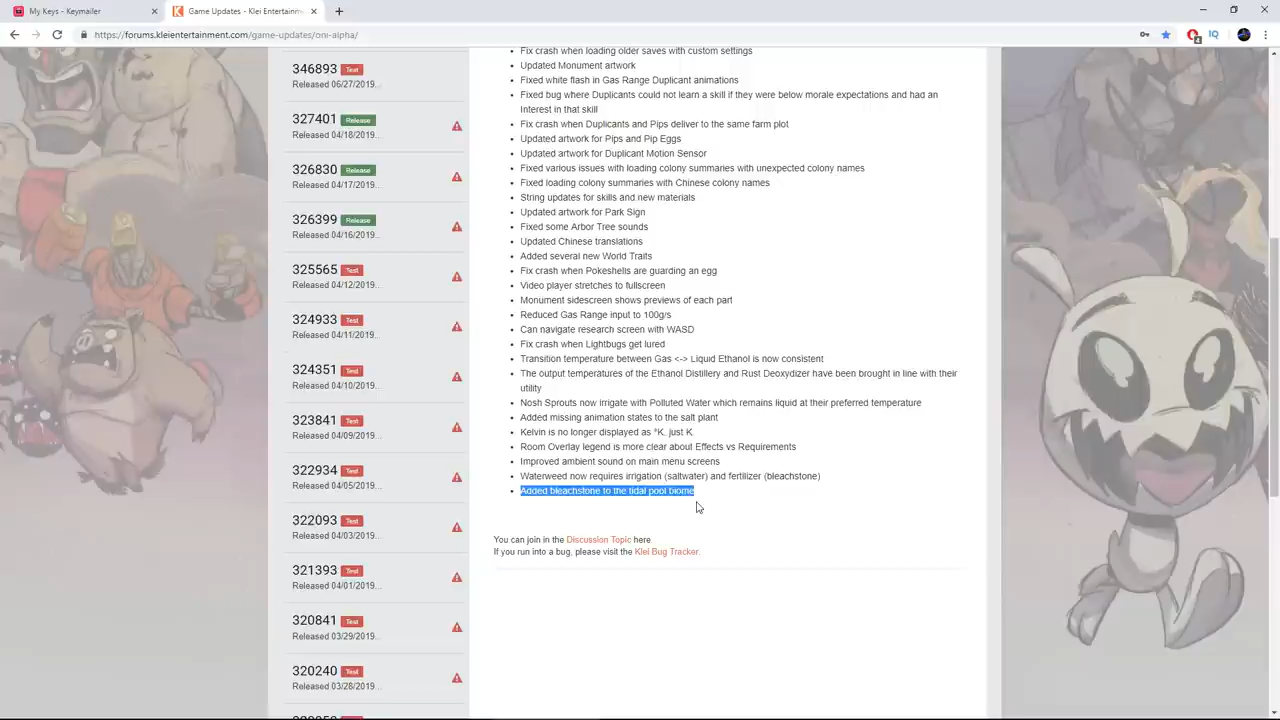 My Keys - Keymailer
Game Updates - Klei Entertainm
https://forums.kleientertainment.com/game-updates/oni-alpha/
346893 Test
Released 06/27/2019...
327401 Release
Released 04/18/2019...
326830 Release
Released 04/17/2019...
326399 Release
Released 04/16/2019...
325565 Test
Released 04/12/2019...
324933 Test
Released 04/11/2019...
324351 Test
Released 04/10/2019...
323841 Test
Released 04/09/2019...
322934 Test
Released 04/05/2019...
322093 Test
Released 04/03/2019...
321393 Test
Released 04/01/2019...
320841 Test
Released 03/29/2019...
320240 Test
Released 03/28/2019...
Fix crash when loading older saves with custom settings
Updated Monument artwork
Fixed white flash in Gas Range Duplicant animations
Fixed bug where Duplicants could not learn a skill if they were below morale expectations and had an
Interest in that skill
Fix crash when Duplicants and Pips deliver to the same farm plot
Updated artwork for Pips and Pip Eggs
Updated artwork for Duplicant Motion Sensor
Fixed various issues with loading colony summaries with unexpected colony names
Fixed loading colony summaries with Chinese colony names
String updates for skills and new materials
Updated artwork for Park Sign
Fixed some Arbor Tree sounds
Updated Chinese translations
Added several new World Traits
Fix crash when Pokeshells are guarding an egg
Video player stretches to fullscreen
Monument sidescreen shows previews of each part
Reduced Gas Range input to 100g/s
Can navigate research screen with WASD
Fix crash when Lightbugs get lured
Transition temperature between Gas <-> Liquid Ethanol is now consistent
The output temperatures of the Ethanol Distillery and Rust Deoxydizer have been brought in line with their
utility
Nosh Sprouts now irrigate with Polluted Water which remains liquid at their preferred temperature
Added missing animation states to the salt plant
Kelvin is no longer displayed as °K, just K
Room Overlay legend is more clear about Effects vs Requirements
Improved ambient sound on main menu screens
Waterweed now requires irrigation (saltwater) and fertilizer (bleachstone)
Added bleachstone to the tidal pool biome
You can join in the Discussion Topic here.
If you run into a bug, please visit the Klei Bug Tracker.